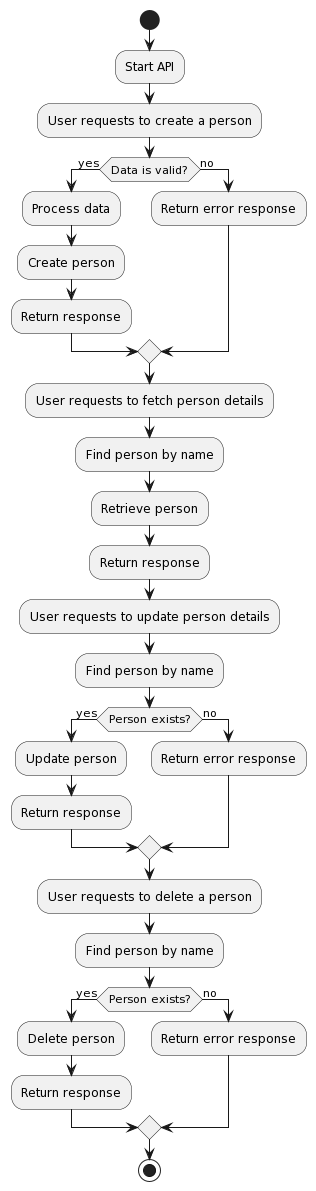 Start API
User requests to create a person
Data is valid?
yes
no
Process data
Return error response
Create person
Return response
User requests to fetch person details
Find person by name
Retrieve person
Return response
User requests to update person details
Find person by name
Person exists?
yes
no
Update person
Return error response
Return response
User requests to delete a person
Find person by name
Person exists?
yes
no
Delete person
Return error response
Return response